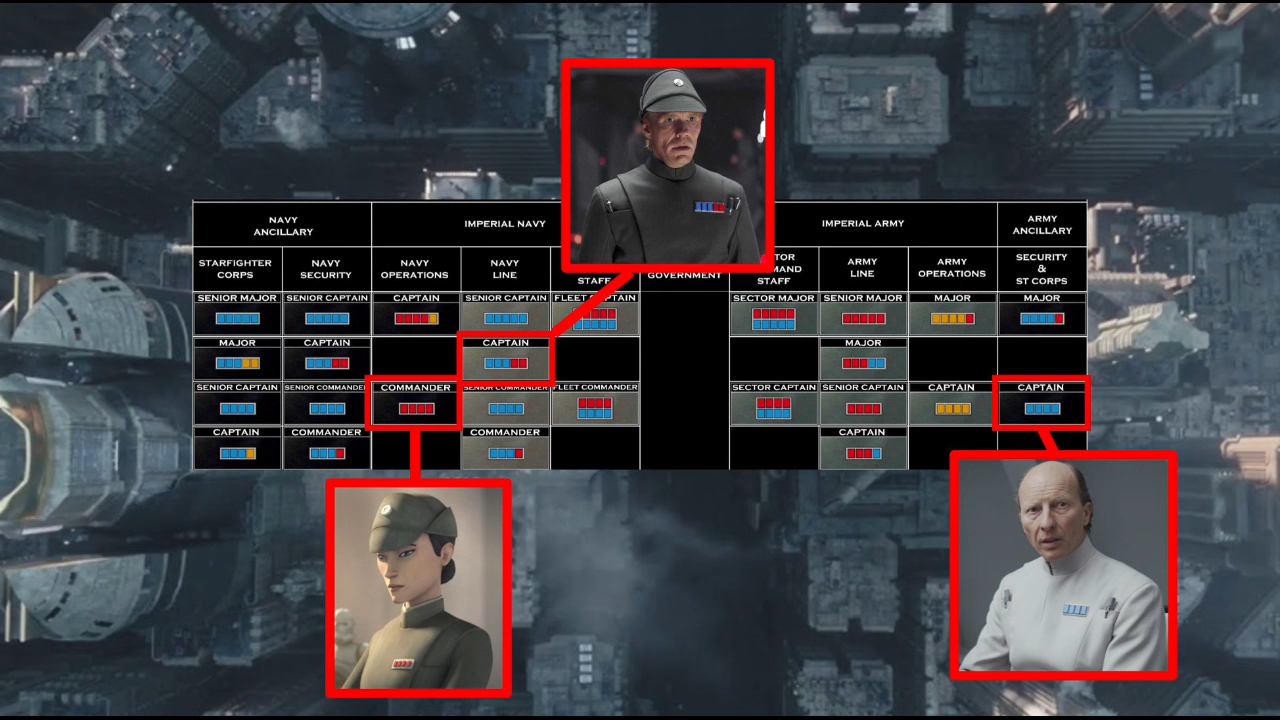 NAVY
ANCILLARY
IMPERIAL NAVY
IMPERIAL ARMY
ARMY
ANCILLARY
STARFIGHTER
CORPS
NAVY
SECURITY
NAVY
OPERATIONS
NAVY
LINE
STAFF
GOVERNMENT
STAFF
ARMY
LINE
ARMY
OPERATIONS
SECURITY
&
ST CORPS
SENIOR MAJOR
SENIOR CAPTAIN
CAPTAIN
SENIOR CAPTAIN
FLEET
SECTOR MAJOR
SENIOR MAJOR
MAJOR
MAJOR
MAJOR
CAPTAIN
CAPTAIN
MAJOR
SENIOR CAPTAIN
SENIOR COMMANDER
COMMANDER
SENIOR COMMANDER
FLEET COMMANDER
SECTOR CAPTAIN
SENIOR CAPTAIN
CAPTAIN
CAPTAIN
CAPTAIN
COMMANDER
COMMANDER
CAPTAIN